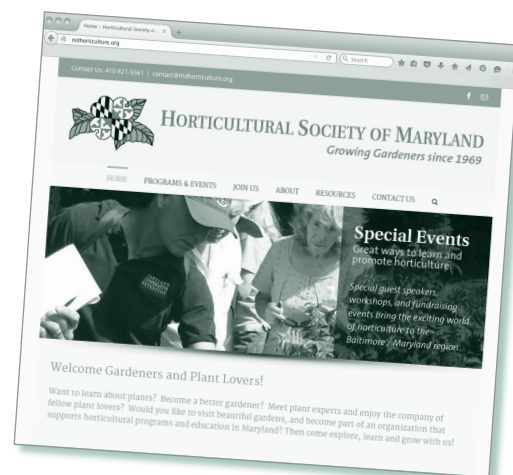 Home – Horticultural Society o...
mdhorticulture.org
Search
Contact Us: 410-821-5561 | contact@mdhorticulture.org
HORTICULTURAL SOCIETY OF MARYLAND
Growing Gardeners since 1969
HOME PROGRAMS & EVENTS JOIN US ABOUT RESOURCES CONTACT US
Special Events
Great ways to learn and
promote horticulture
Special guest speakers,
workshops, and fundraising
events bring the exciting world
of horticulture to the
Baltimore / Maryland region.
Welcome Gardeners and Plant Lovers!
Want to learn about plants? Become a better gardener? Meet plant experts and enjoy the company of
fellow plant lovers? Would you like to visit beautiful gardens, and become part of an organization that
supports horticultural programs and education in Maryland? Then come explore, learn and grow with us!